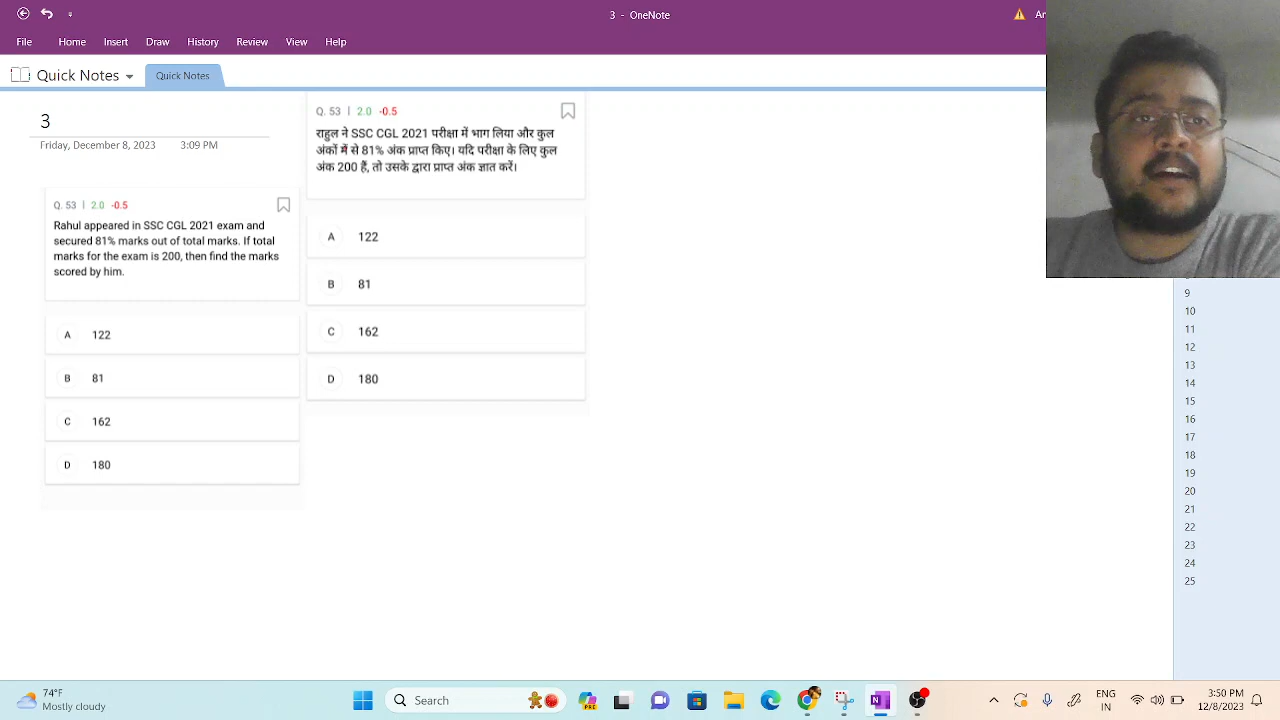 3 - OneNote
An
File
Home
Insert
Draw
Review
View
Help
Quick Notes
Quick Notes
3
Friday, December 8, 2023 3:09 PM
Q. 53 | 2.0 -0.5
Rahul appeared in SSC CGL 2021 exam and
secured 81% marks out of total marks. If total
marks for the exam is 200, then find the marks
scored by him.
A 122
B 81
C 162
D 180
Q. 53 | 2.0 -0.5
राहुल ने SSC CGL 2021 परीक्षा में भाग लिया और कुल
अंकों में से 81% अंक प्राप्त किए। यदि परीक्षा के लिए कुल
अंक 200 हैं, तो उसके द्वारा प्राप्त अंक ज्ञात करें।
A 122
B 81
C 162
D 180
9
10
11
12
13
14
15
16
17
18
19
20
21
22
23
24
25
74°F
Mostly cloudy
Search
PRE
ENG
IN
3:50 PM
12/8/2023